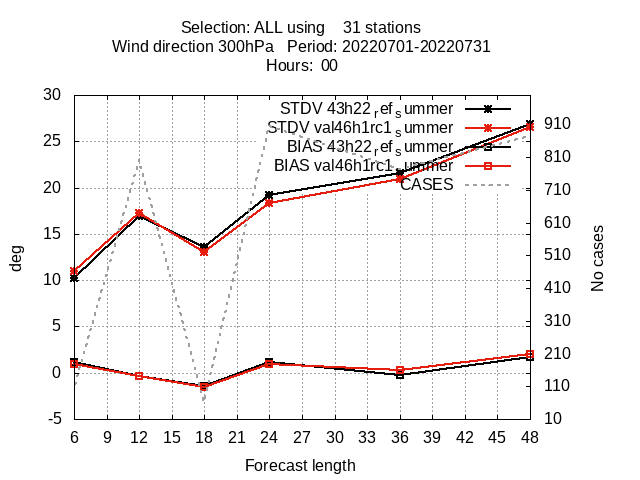 Selection: ALL using    31 stations
Wind direction 300hPa   Period: 20220701-20220731
Hours:  00
30
25
20
15
10
5
0
-5
deg
STDV 43h22_ref_summer
STDV val46h1rc1_summer
BIAS 43h22_ref_summer
BIAS val46h1rc1_summer
CASES
910
810
710
610
510
410
310
210
110
10
No cases
6 9 12 15 18 21 24 27 30 33 36 39 42 45 48
Forecast length